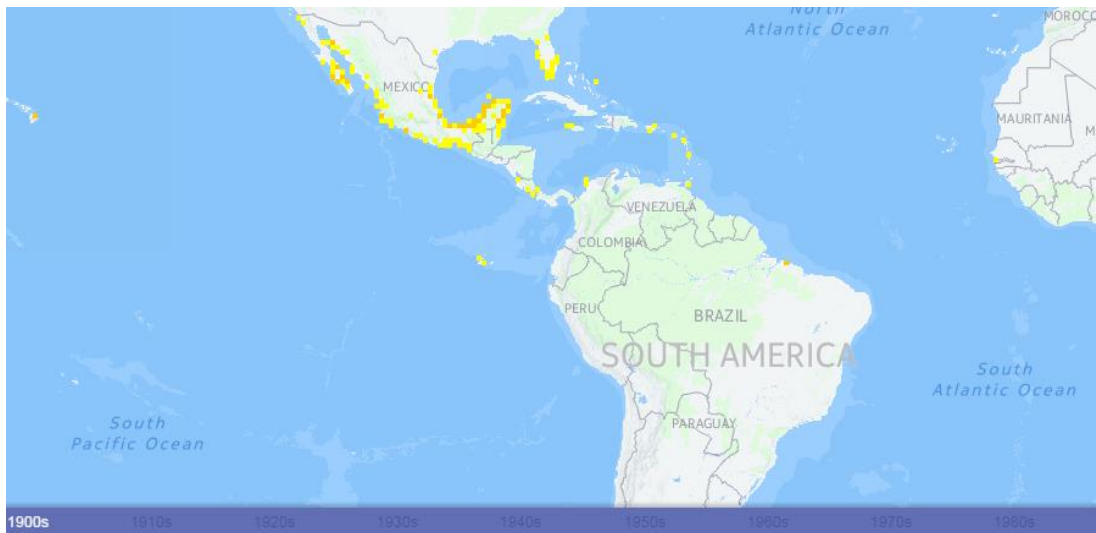 North
Atlantic Ocean
MOROCC
MEXICO
MAURITANIA
M
VENEZUELA
COLOMBIA
PERU
BRAZIL
SOUTH AMERICA
South
Atlantic Ocean
South
Pacific Ocean
PARAGUAY
1900s 1910s 1920s 1930s 1940s 1950s 1960s 1970s 1980s